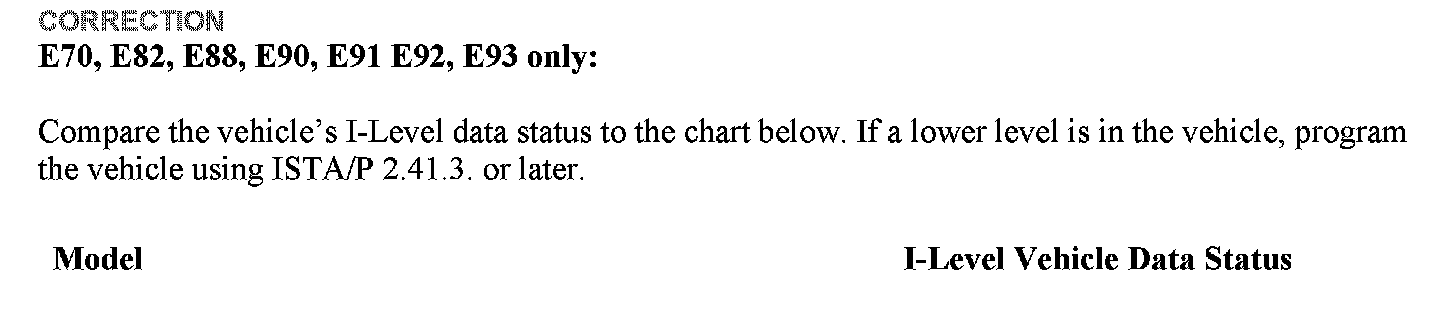 CORRECTION
E70, E82, E88, E90, E91 E92, E93 only:
Compare the vehicle’s I-Level data status to the chart below. If a lower level is in the vehicle, program
the vehicle using ISTA/P 2.41.3. or later.
Model I-Level Vehicle Data Status